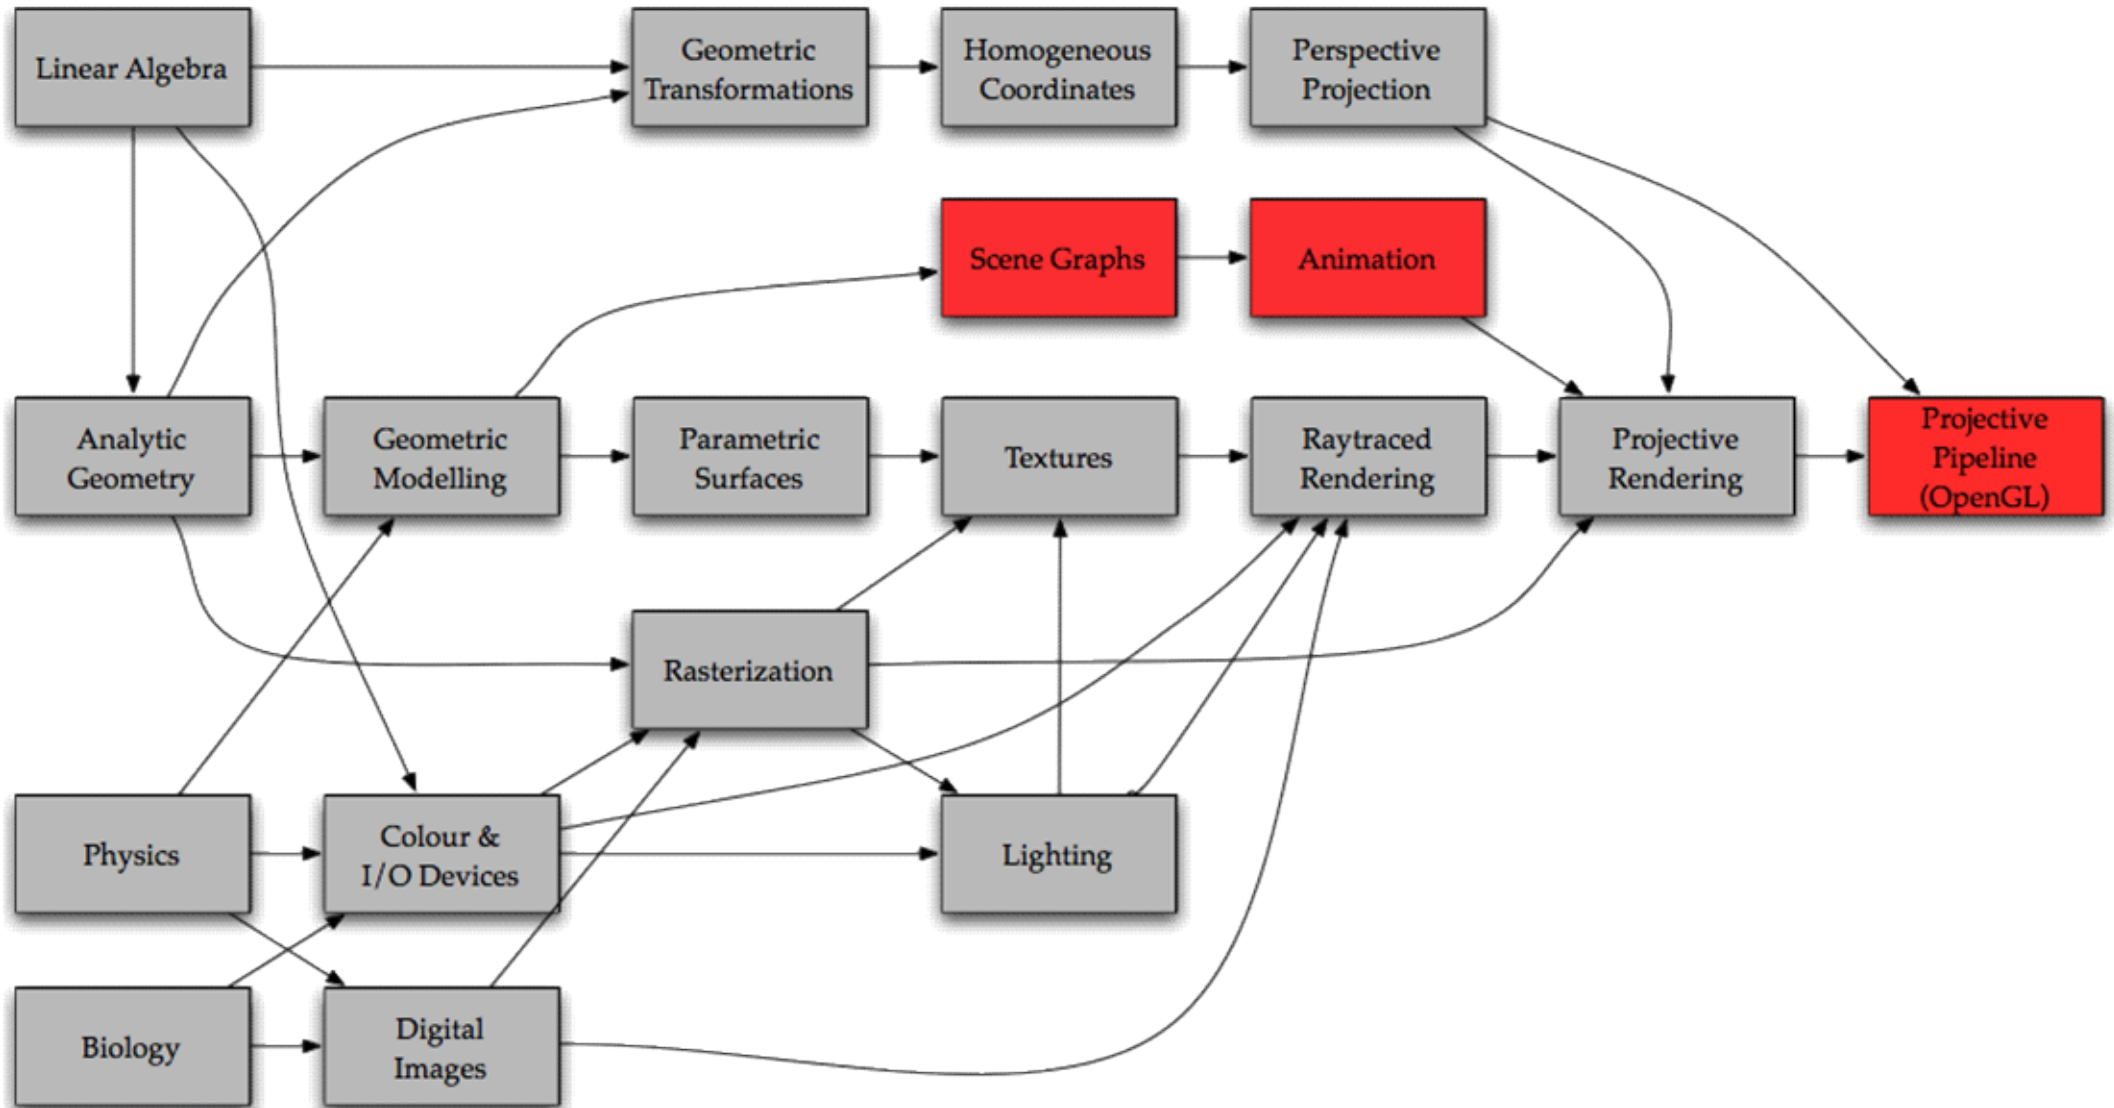 Linear Algebra
Geometric
Transformations
Homogeneous
Coordinates
Perspective
Projection
Scene Graphs
Animation
Analytic
Geometry
Geometric
Modelling
Parametric
Surfaces
Textures
Raytraced
Rendering
Projective
Rendering
Projective
Pipeline
(OpenGL)
Rasterization
Physics
Colour &
I/O Devices
Lighting
Biology
Digital
Images